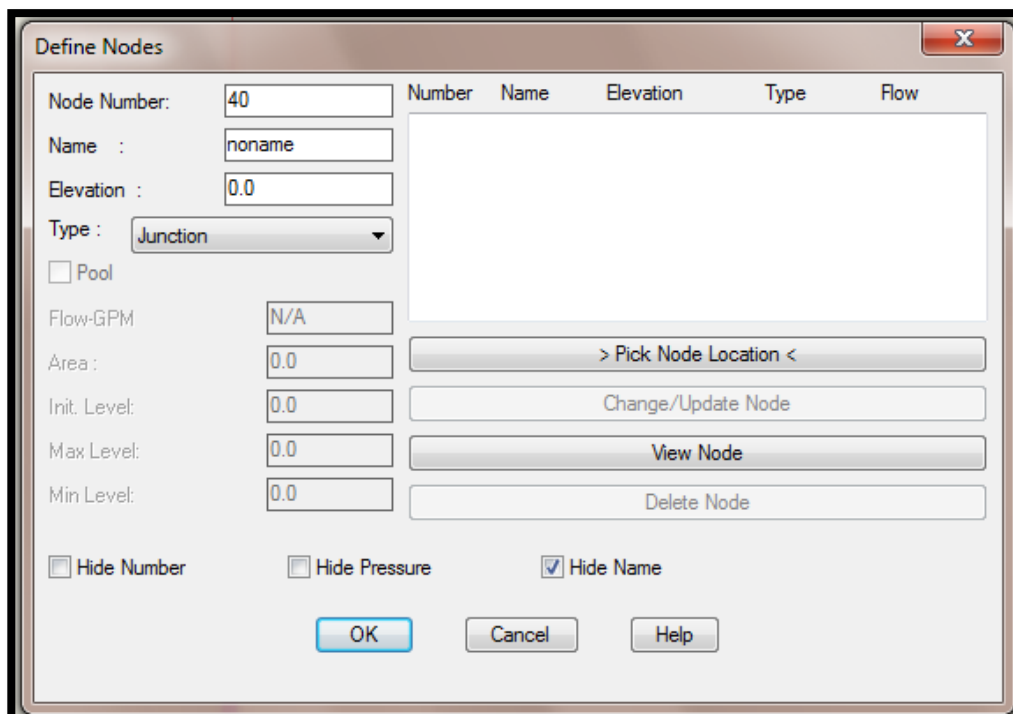 Define Nodes
X
Node Number: 40
Name : noname
Elevation : 0.0
Type : Junction
Pool
Flow-GPM N/A
Area : 0.0
Init. Level: 0.0
Max Level: 0.0
Min Level: 0.0
Number Name Elevation Type Flow
> Pick Node Location <
Change/Update Node
View Node
Delete Node
Hide Number Hide Pressure Hide Name
OK Cancel Help